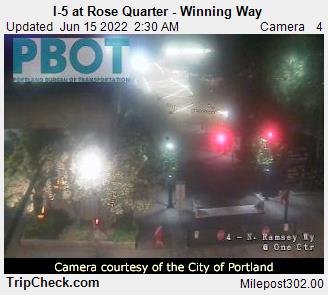 I-5 at Rose Quarter - Winning Way
Updated Jun 15 2022 2:30 AM Camera 4
PBOT
PORTLAND BUREAU OF TRANSPORTATION
4 - N. Ramsey Wy
@ One Ctr
Camera courtesy of the City of Portland
TripCheck.com Milepost302.00